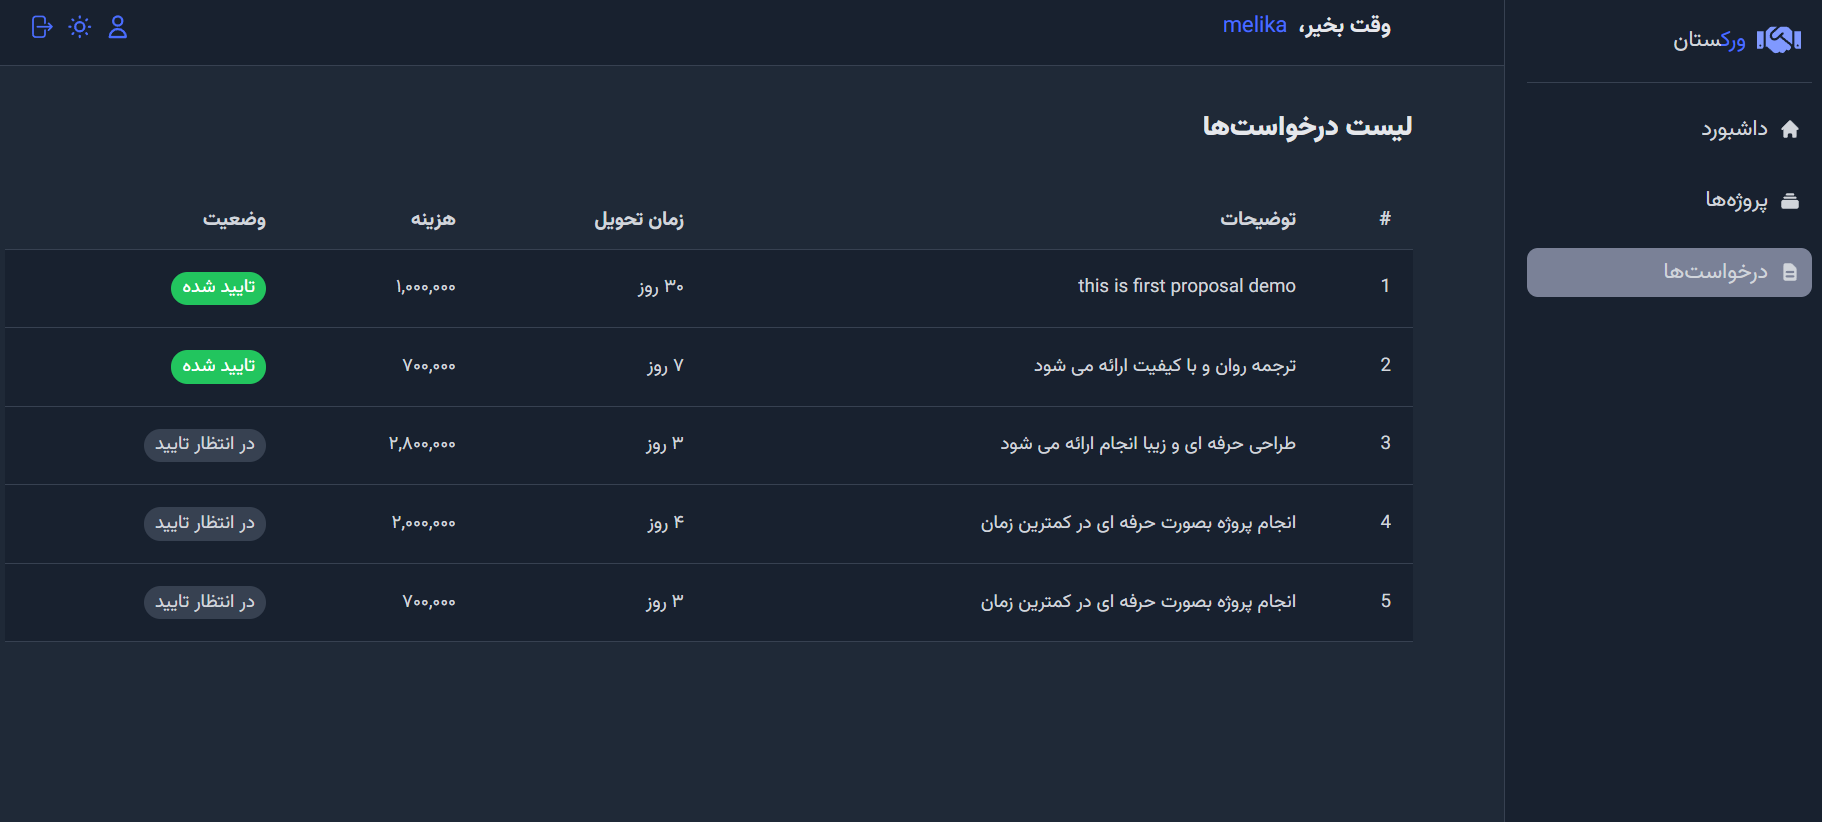 ورکستان
داشبورد
پروژه‌ها
درخواست‌ها
وقت بخیر، melika
لیست درخواست‌ها
# توضیحات زمان تحویل هزینه وضعیت
1 this is first proposal demo ۳۰ روز ۱,۰۰۰,۰۰۰ تایید شده
2 ترجمه روان و با کیفیت ارائه می شود ۷ روز ۷۰۰,۰۰۰ تایید شده
3 طراحی حرفه ای و زیبا انجام ارائه می شود ۳ روز ۲,۸۰۰,۰۰۰ در انتظار تایید
4 انجام پروژه بصورت حرفه ای در کمترین زمان ۴ روز ۲,۰۰۰,۰۰۰ در انتظار تایید
5 انجام پروژه بصورت حرفه ای در کمترین زمان ۳ روز ۷۰۰,۰۰۰ در انتظار تایید